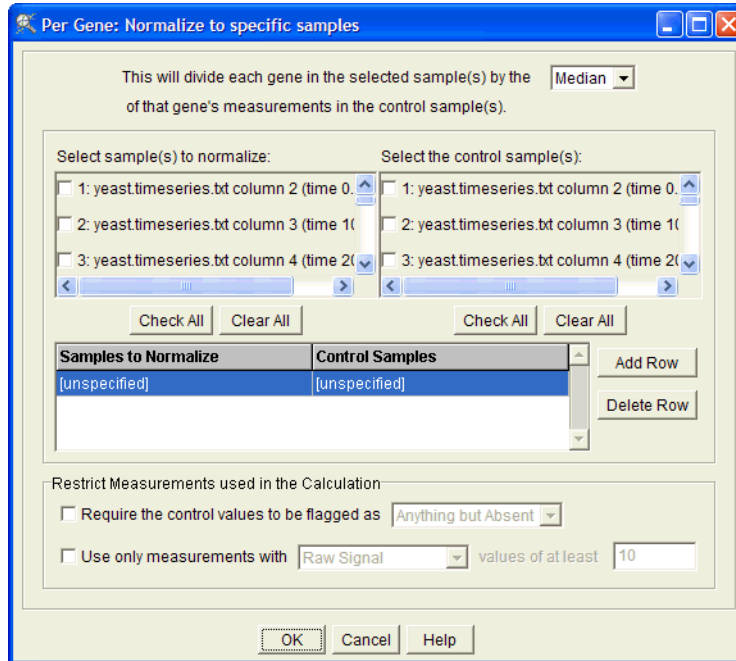 Per Gene: Normalize to specific samples
This will divide each gene in the selected sample(s) by the Median
of that gene's measurements in the control sample(s).
Select sample(s) to normalize: Select the control sample(s):
1: yeast.timeseries.txt column 2 (time 0. 1: yeast.timeseries.txt column 2 (time 0.
2: yeast.timeseries.txt column 3 (time 10 2: yeast.timeseries.txt column 3 (time 10
3: yeast.timeseries.txt column 4 (time 20 3: yeast.timeseries.txt column 4 (time 20
Check All Clear All Check All Clear All
Samples to Normalize Control Samples Add Row
[unspecified] [unspecified]
Delete Row
Restrict Measurements used in the Calculation
Require the control values to be flagged as Anything but Absent
Use only measurements with Raw Signal values of at least 10
OK Cancel Help